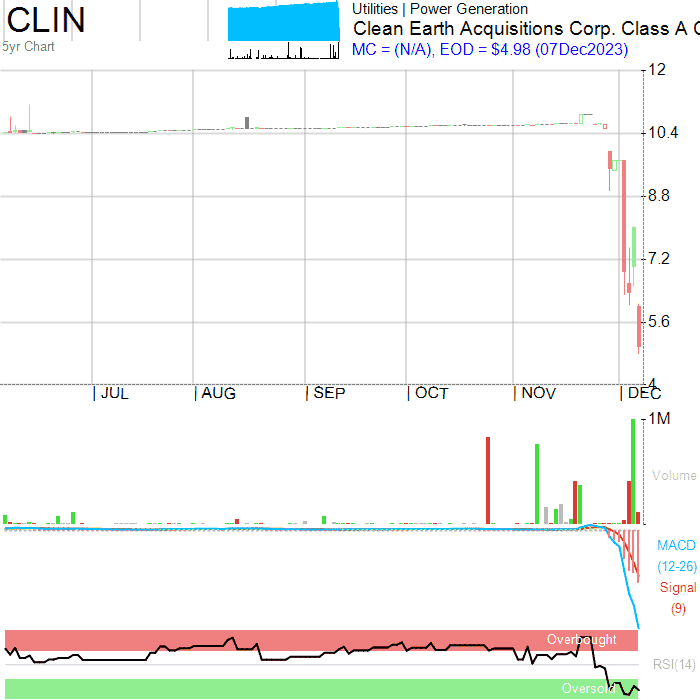 CLIN
5yr Chart
Utilities | Power Generation
Clean Earth Acquisitions Corp. Class A C
MC = (N/A), EOD = $4.98 (07Dec2023)
12
10.4
8.8
7.2
5.6
4
| JUL | AUG | SEP | OCT | NOV | DEC
1M
Volume
MACD
(12-26)
Signal
(9)
Overbought
RSI(14)
Oversold